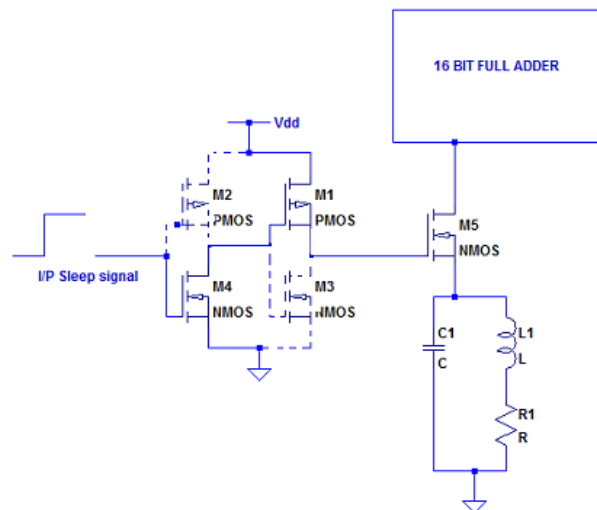 16 BIT FULL ADDER
Vdd
M2
PMOS
M1
PMOS
M5
NMOS
I/P Sleep signal
M4
NMOS
M3
NMOS
C1
C
L1
L
R1
R